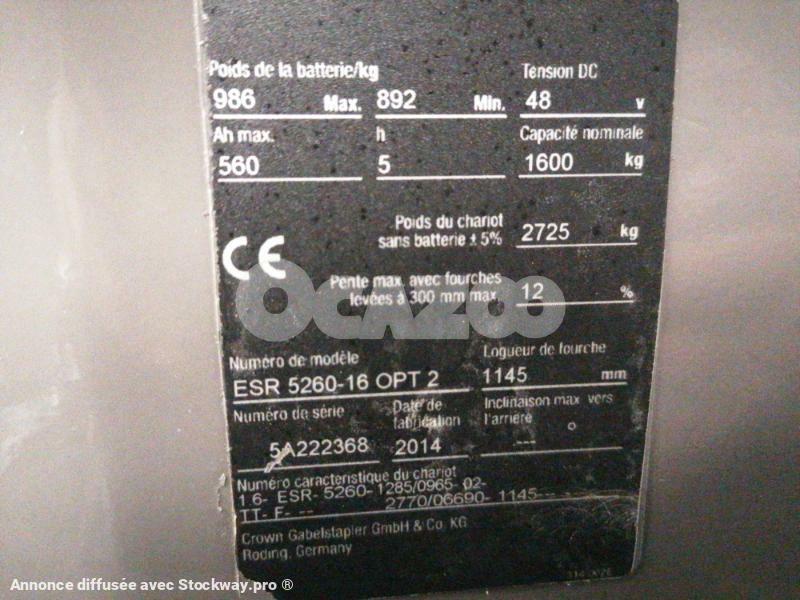 Poids de la batterie/kg Tension DC
986 Max. 892 Min. 48 v
Ah max. h Capacité nominale
560 5 1600 kg
Poids du chariot
sans batterie ± 5% 2725 kg
CE
Pente max. avec fourches
levées à 300 mm max. 12 %
OCAZOO
Numéro de modèle Logueur de fourche
ESR 5260-16 OPT 2 1145 mm
Numéro de série Date de fabrication Inclinaison max vers l'arriére
5A222368 2014 --- °
Numéro caractéristique du chariot
1.6- ESR- 5260-1285/0965-02-
TT- F- -- 2770/06690- 1145--
Crown Gabelstapler GmbH & Co. KG
Roding, Germany
Annonce diffusée avec Stockway.pro ®